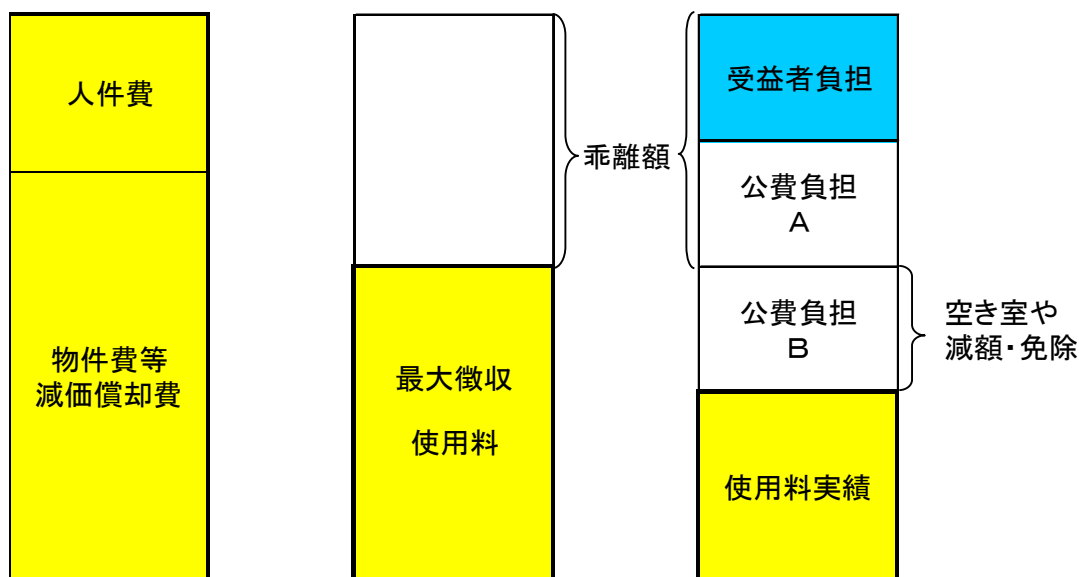 人件費
物件費等
減価償却費
最大徴収
使用料
乖離額
受益者負担
公費負担
A
公費負担
B
使用料実績
空き室や
減額・免除